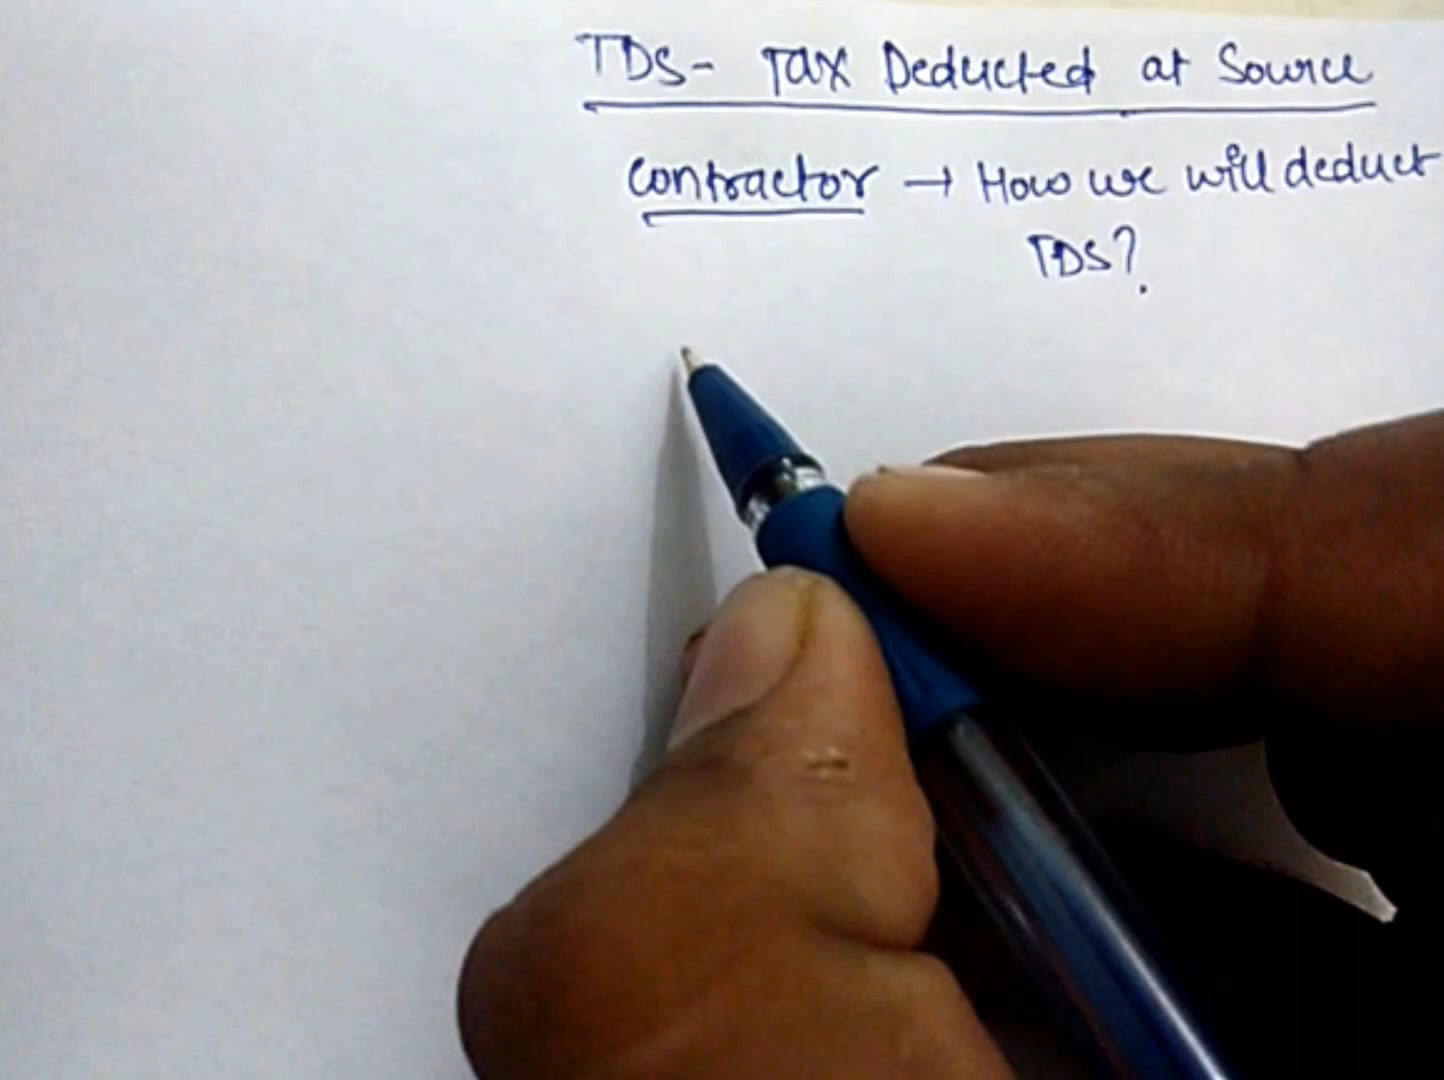 TDS- Tax Deducted at Source
Contractor → How we will deduct
TDS?